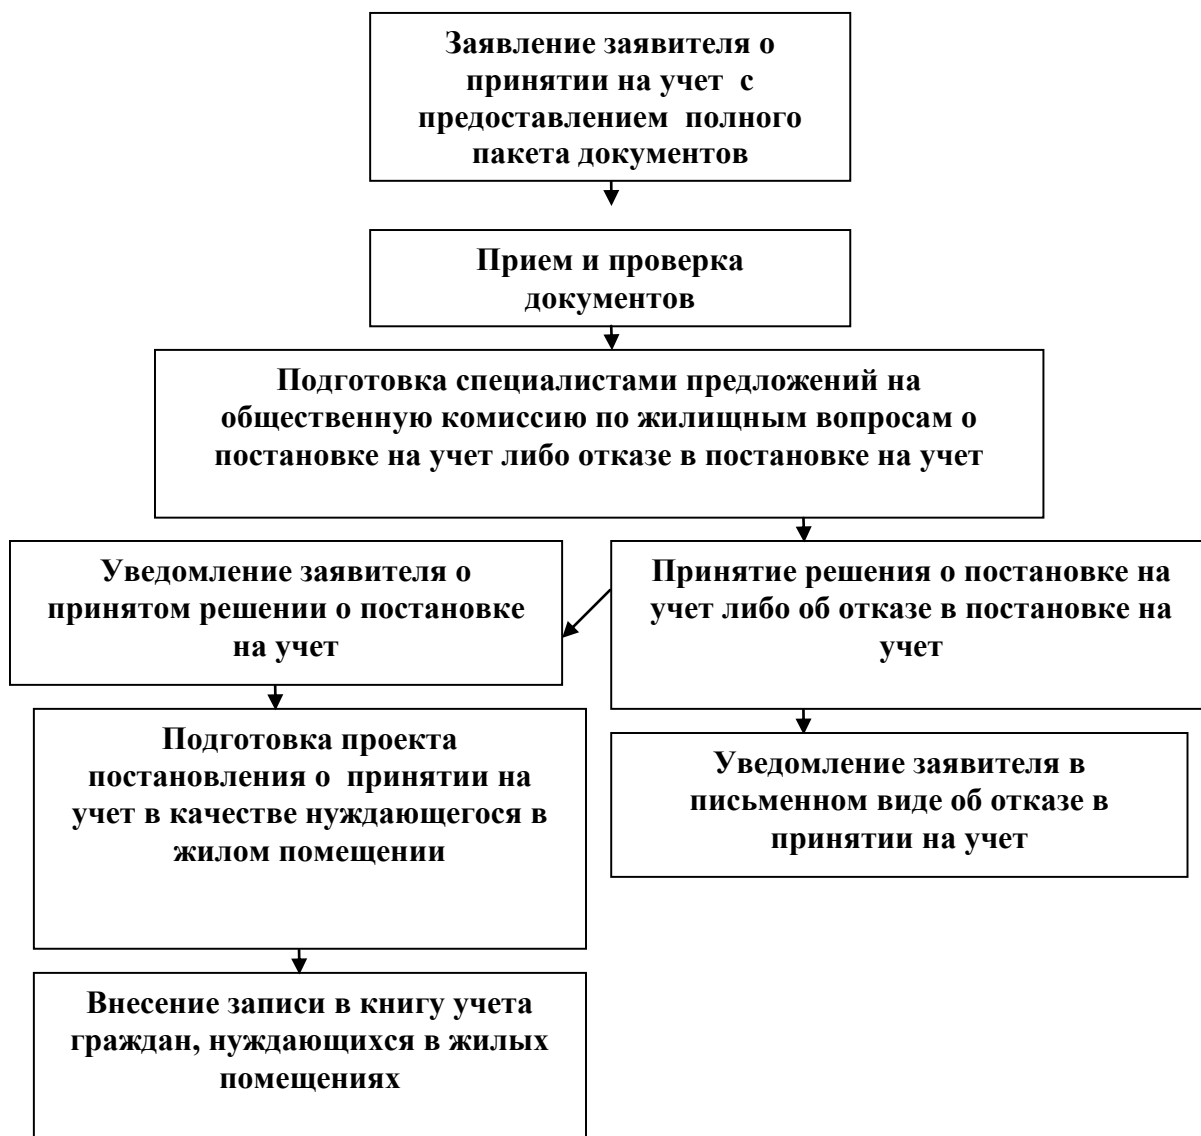 Заявление заявителя о
принятии на учет с
предоставлением полного
пакета документов
Прием и проверка
документов
Подготовка специалистами предложений на
общественную комиссию по жилищным вопросам о
постановке на учет либо отказе в постановке на учет
Уведомление заявителя о
принятом решении о постановке
на учет
Принятие решения о постановке на
учет либо об отказе в постановке на
учет
Подготовка проекта
постановления о принятии на
учет в качестве нуждающегося в
жилом помещении
Уведомление заявителя в
письменном виде об отказе в
принятии на учет
Внесение записи в книгу учета
граждан, нуждающихся в жилых
помещениях